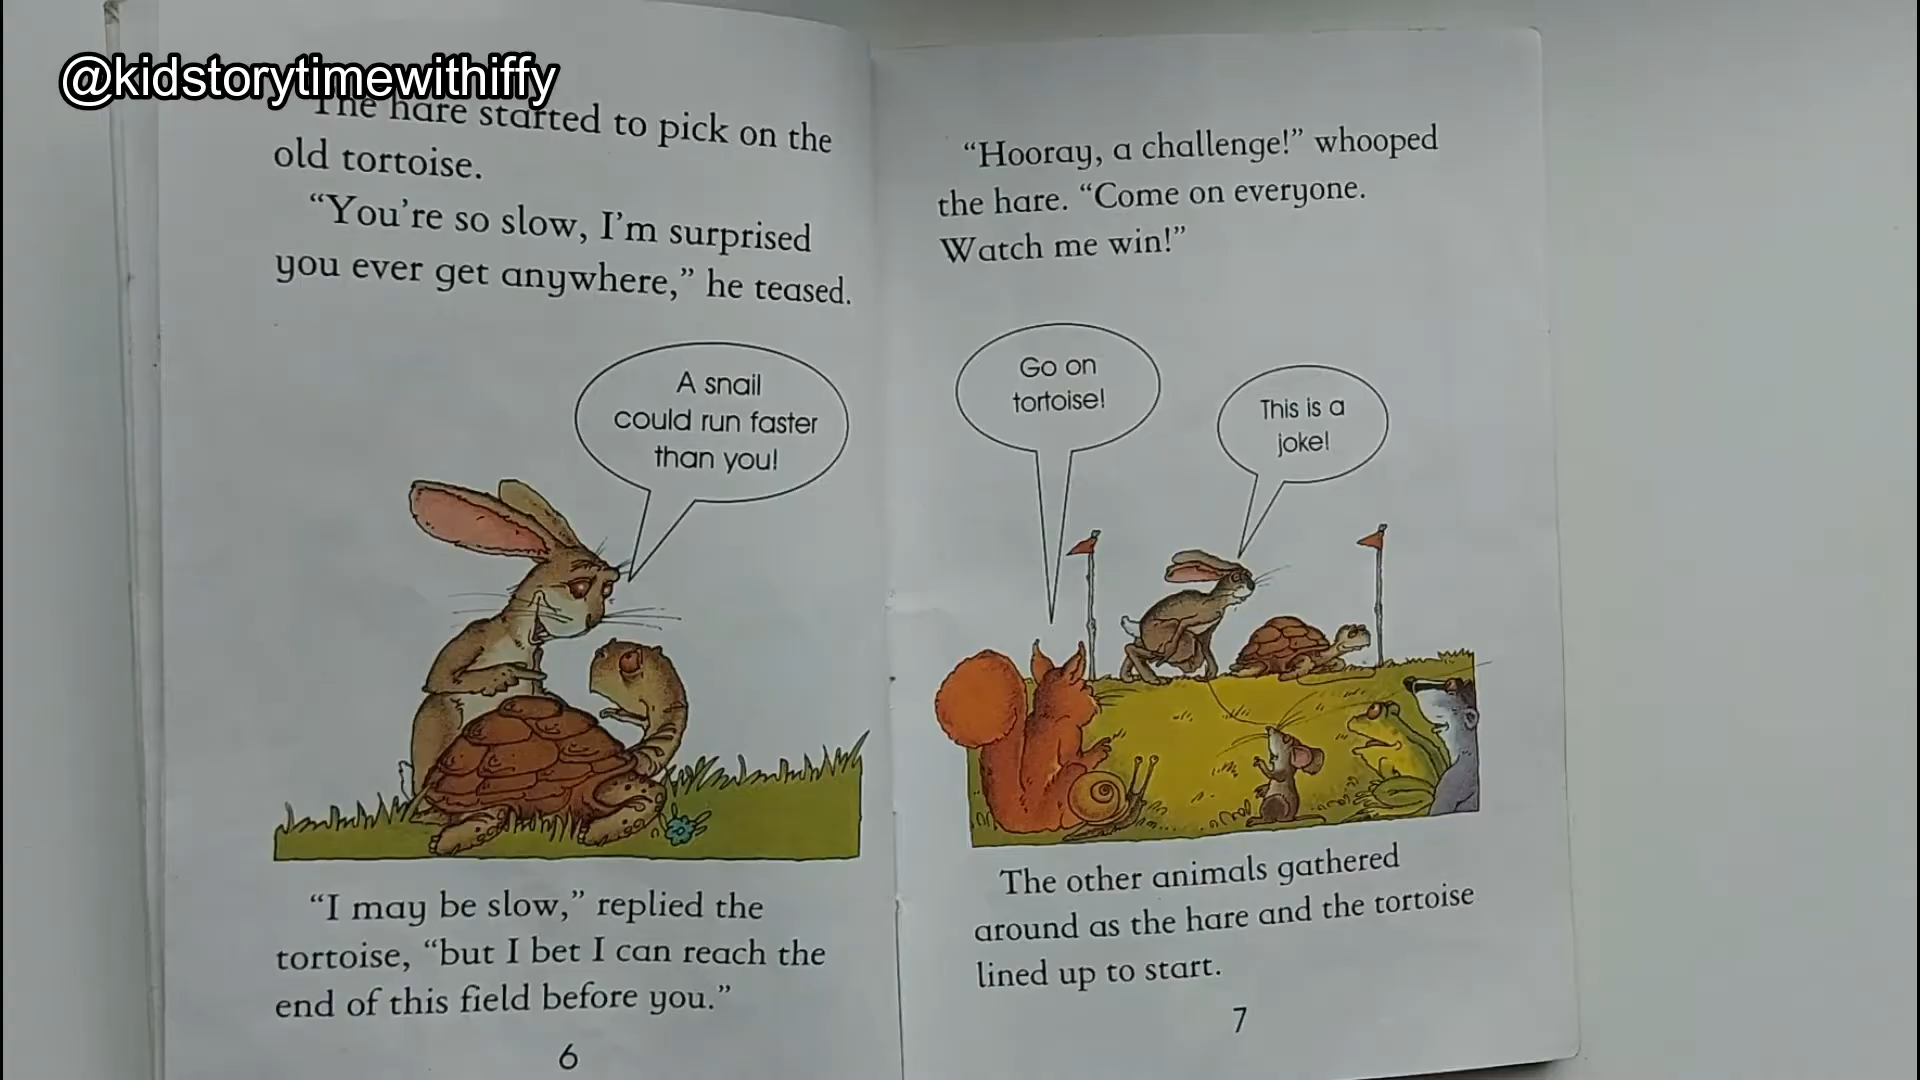 @kidstorytimewithiffy
The hare started to pick on the
old tortoise.
“You’re so slow, I’m surprised
you ever get anywhere,” he teased.
A snail
could run faster
than you!
“I may be slow,” replied the
tortoise, “but I bet I can reach the
end of this field before you.”
6
“Hooray, a challenge!” whooped
the hare. “Come on everyone.
Watch me win!”
Go on
tortoise!
This is a
joke!
The other animals gathered
around as the hare and the tortoise
lined up to start.
7